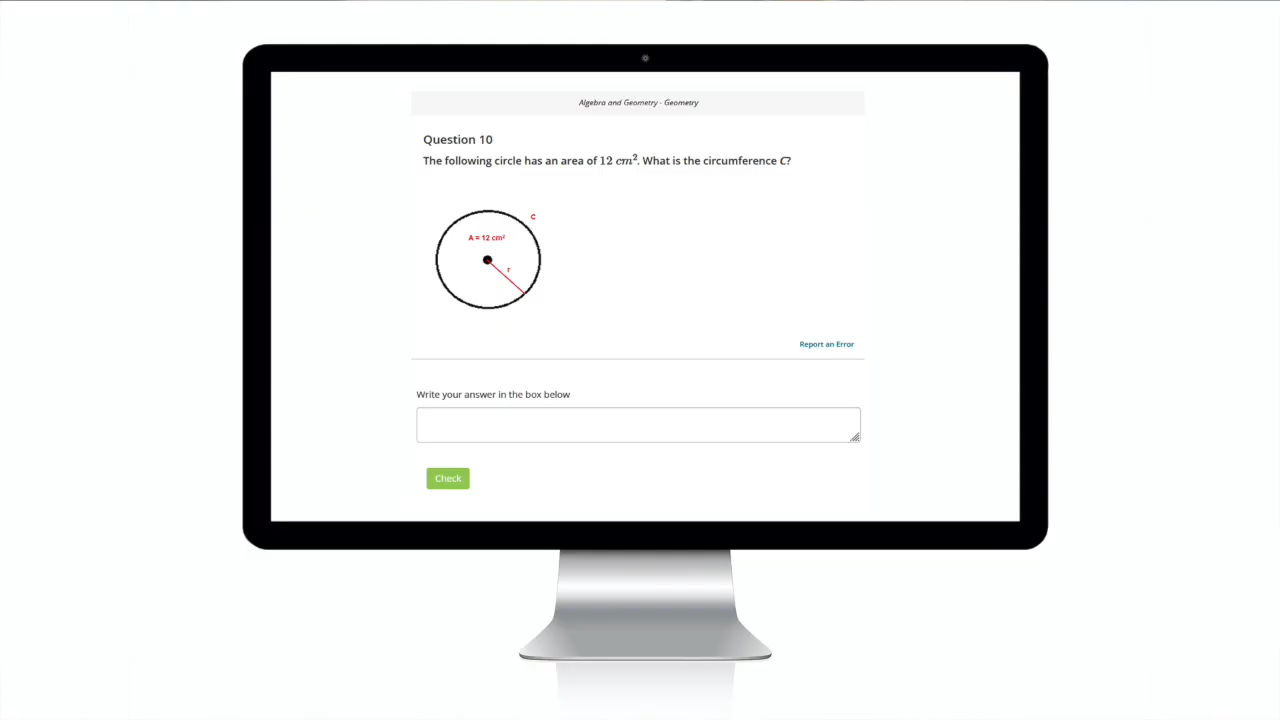 Algebra and Geometry - Geometry
Question 10
The following circle has an area of 12 cm². What is the circumference C?
C
A = 12 cm²
r
Report an Error
Write your answer in the box below
Check